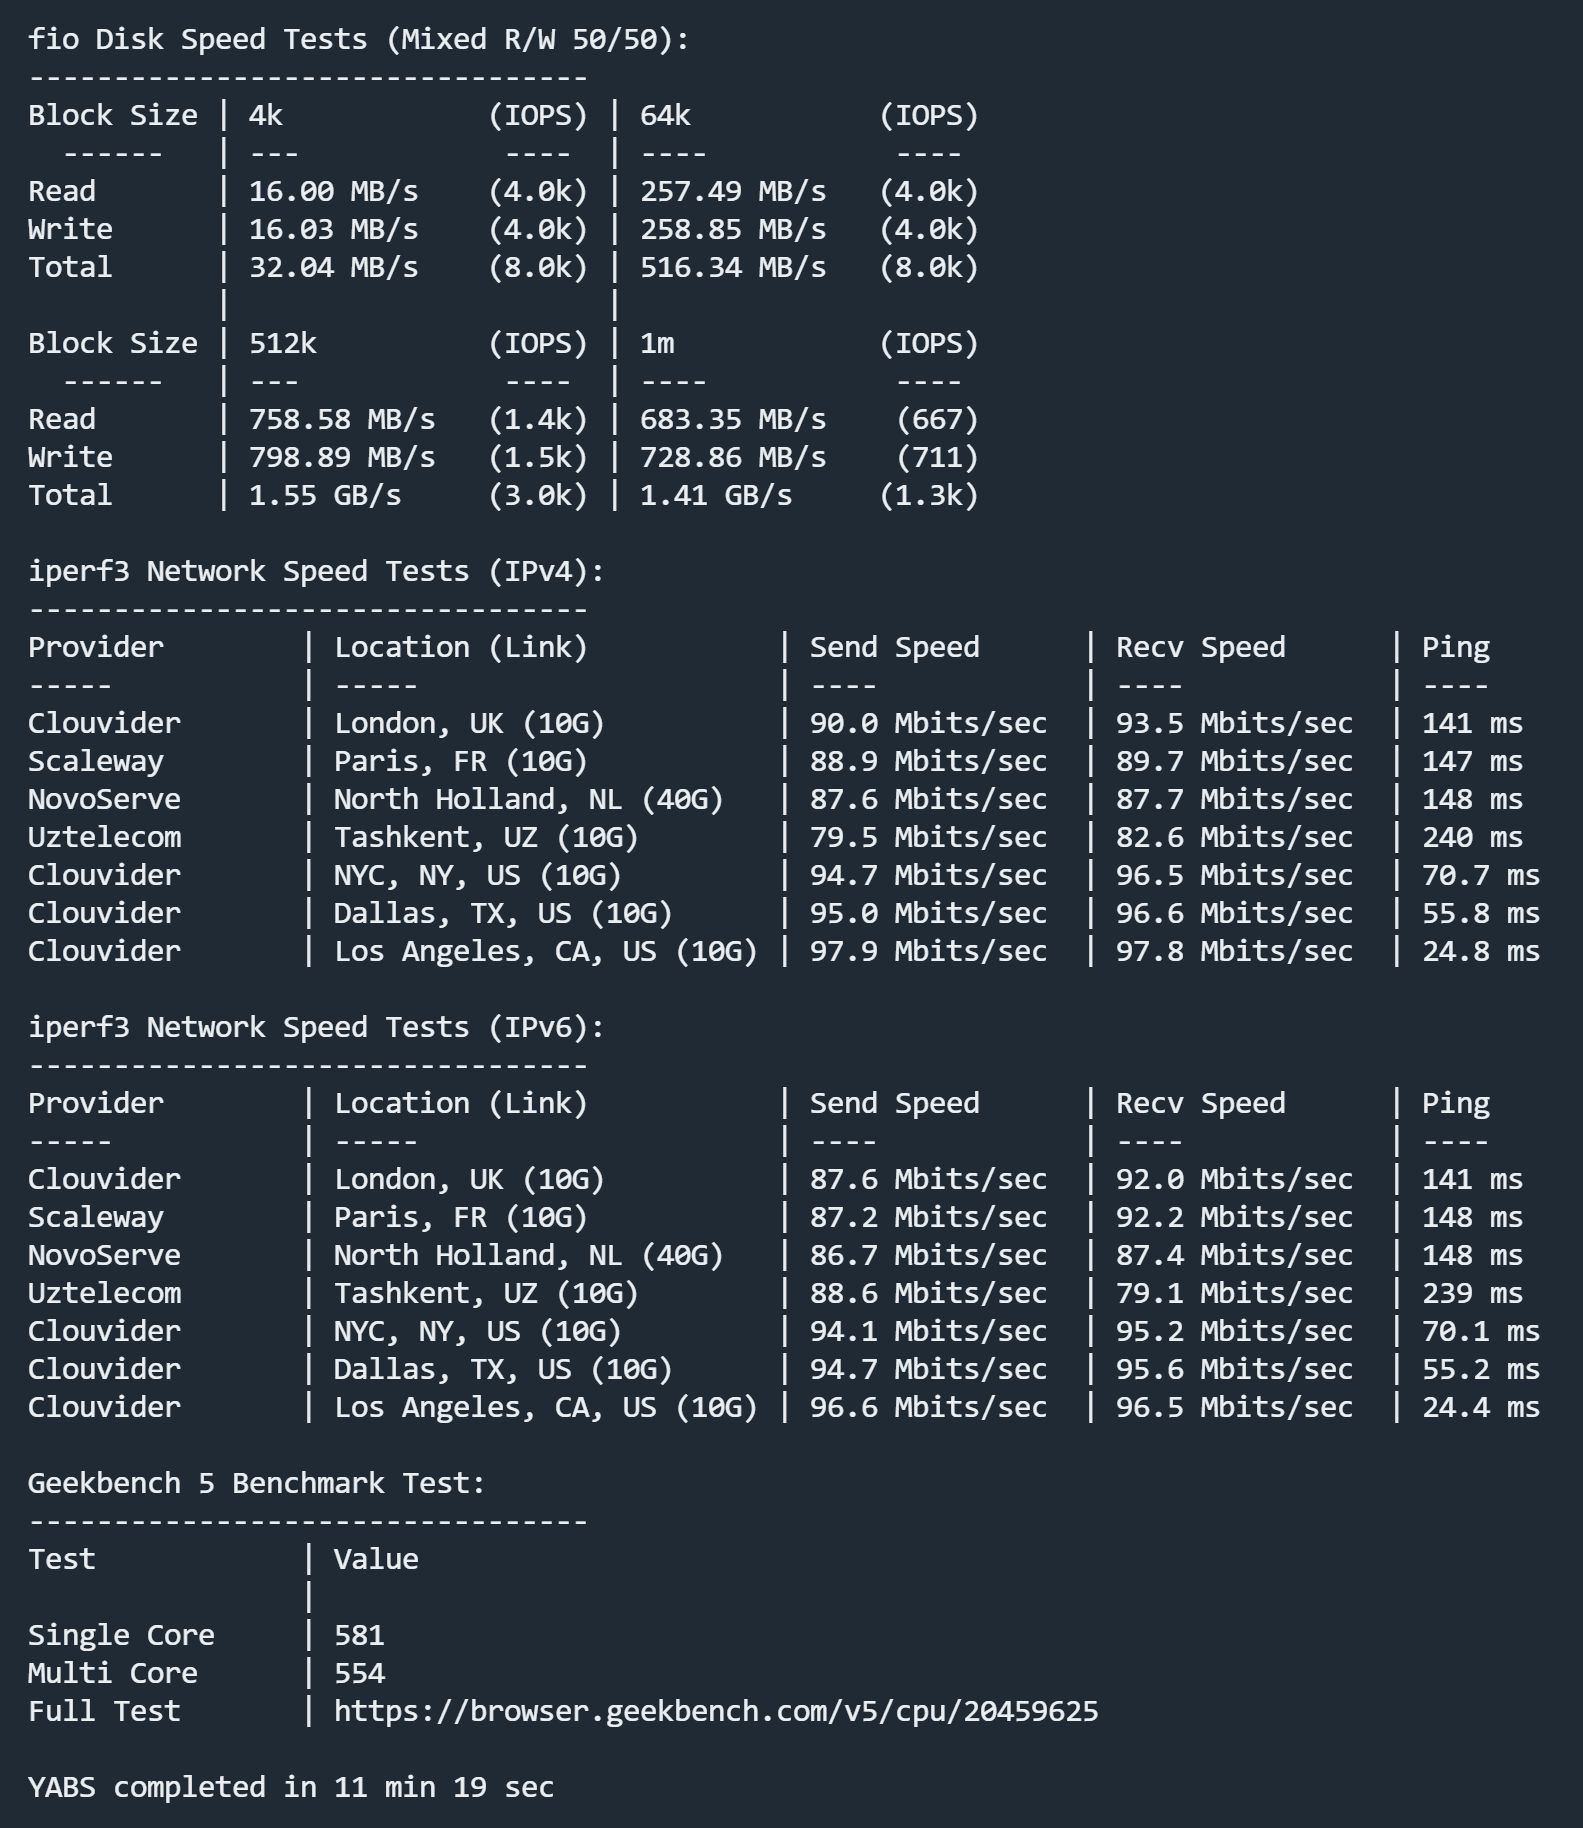 fio Disk Speed Tests (Mixed R/W 50/50):
---------------------------------
Block Size | 4k            (IOPS) | 64k           (IOPS)
  ------   | ---            ----  | ----           ----
Read       | 16.00 MB/s    (4.0k) | 257.49 MB/s   (4.0k)
Write      | 16.03 MB/s    (4.0k) | 258.85 MB/s   (4.0k)
Total      | 32.04 MB/s    (8.0k) | 516.34 MB/s   (8.0k)
           |                      |
Block Size | 512k          (IOPS) | 1m            (IOPS)
  ------   | ---            ----  | ----           ----
Read       | 758.58 MB/s   (1.4k) | 683.35 MB/s    (667)
Write      | 798.89 MB/s   (1.5k) | 728.86 MB/s    (711)
Total      | 1.55 GB/s     (3.0k) | 1.41 GB/s     (1.3k)

iperf3 Network Speed Tests (IPv4):
---------------------------------
Provider        | Location (Link)           | Send Speed      | Recv Speed      | Ping
-----           | -----                     | ----            | ----            | ----
Clouvider       | London, UK (10G)          | 90.0 Mbits/sec  | 93.5 Mbits/sec  | 141 ms
Scaleway        | Paris, FR (10G)           | 88.9 Mbits/sec  | 89.7 Mbits/sec  | 147 ms
NovoServe       | North Holland, NL (40G)   | 87.6 Mbits/sec  | 87.7 Mbits/sec  | 148 ms
Uztelecom       | Tashkent, UZ (10G)        | 79.5 Mbits/sec  | 82.6 Mbits/sec  | 240 ms
Clouvider       | NYC, NY, US (10G)         | 94.7 Mbits/sec  | 96.5 Mbits/sec  | 70.7 ms
Clouvider       | Dallas, TX, US (10G)      | 95.0 Mbits/sec  | 96.6 Mbits/sec  | 55.8 ms
Clouvider       | Los Angeles, CA, US (10G) | 97.9 Mbits/sec  | 97.8 Mbits/sec  | 24.8 ms

iperf3 Network Speed Tests (IPv6):
---------------------------------
Provider        | Location (Link)           | Send Speed      | Recv Speed      | Ping
-----           | -----                     | ----            | ----            | ----
Clouvider       | London, UK (10G)          | 87.6 Mbits/sec  | 92.0 Mbits/sec  | 141 ms
Scaleway        | Paris, FR (10G)           | 87.2 Mbits/sec  | 92.2 Mbits/sec  | 148 ms
NovoServe       | North Holland, NL (40G)   | 86.7 Mbits/sec  | 87.4 Mbits/sec  | 148 ms
Uztelecom       | Tashkent, UZ (10G)        | 88.6 Mbits/sec  | 79.1 Mbits/sec  | 239 ms
Clouvider       | NYC, NY, US (10G)         | 94.1 Mbits/sec  | 95.2 Mbits/sec  | 70.1 ms
Clouvider       | Dallas, TX, US (10G)      | 94.7 Mbits/sec  | 95.6 Mbits/sec  | 55.2 ms
Clouvider       | Los Angeles, CA, US (10G) | 96.6 Mbits/sec  | 96.5 Mbits/sec  | 24.4 ms

Geekbench 5 Benchmark Test:
---------------------------------
Test            | Value
                |
Single Core     | 581
Multi Core      | 554
Full Test       | https://browser.geekbench.com/v5/cpu/20459625

YABS completed in 11 min 19 sec